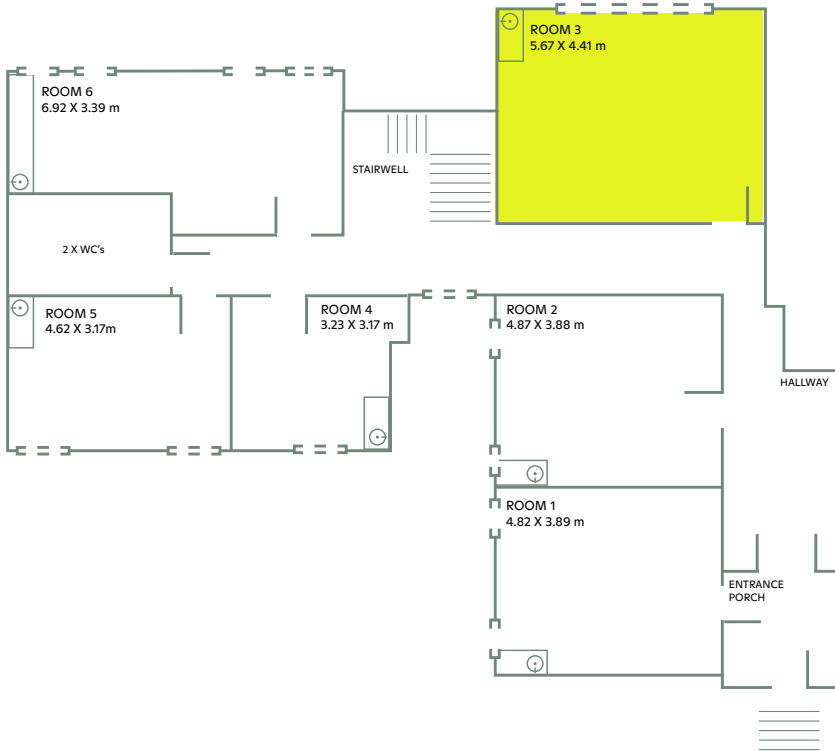 ROOM 3
5.67 X 4.41 m
ROOM 6
6.92 X 3.39 m
STAIRWELL
2 X WC's
ROOM 5
4.62 X 3.17m
ROOM 4
3.23 X 3.17 m
ROOM 2
4.87 X 3.88 m
HALLWAY
ROOM 1
4.82 X 3.89 m
ENTRANCE
PORCH